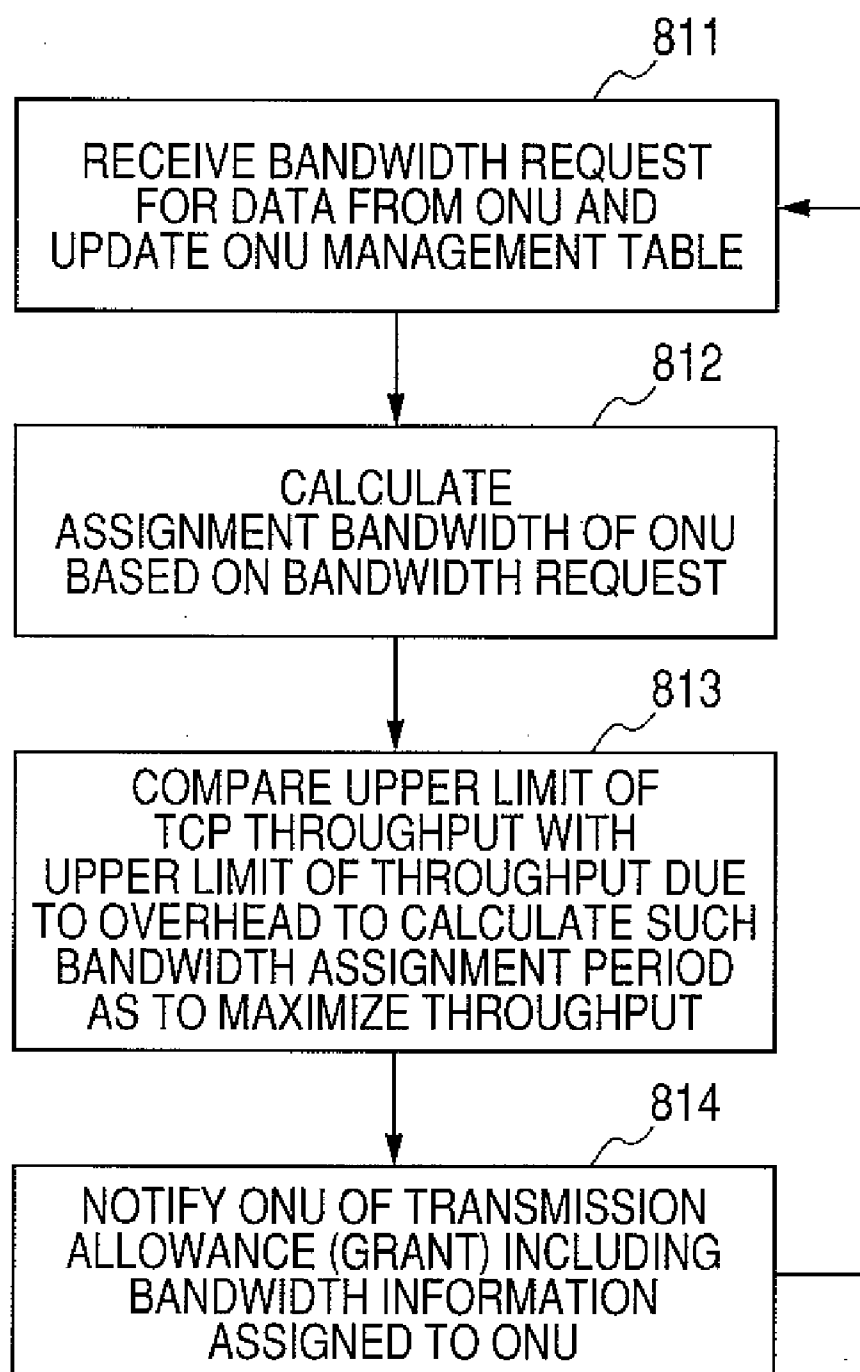 811
RECEIVE BANDWIDTH REQUEST
FOR DATA FROM ONU AND
UPDATE ONU MANAGEMENT TABLE
812
CALCULATE
ASSIGNMENT BANDWIDTH OF ONU
BASED ON BANDWIDTH REQUEST
813
COMPARE UPPER LIMIT OF
TCP THROUGHPUT WITH
UPPER LIMIT OF THROUGHPUT DUE
TO OVERHEAD TO CALCULATE SUCH
BANDWIDTH ASSIGNMENT PERIOD
AS TO MAXIMIZE THROUGHPUT
814
NOTIFY ONU OF TRANSMISSION
ALLOWANCE (GRANT) INCLUDING
BANDWIDTH INFORMATION
ASSIGNED TO ONU